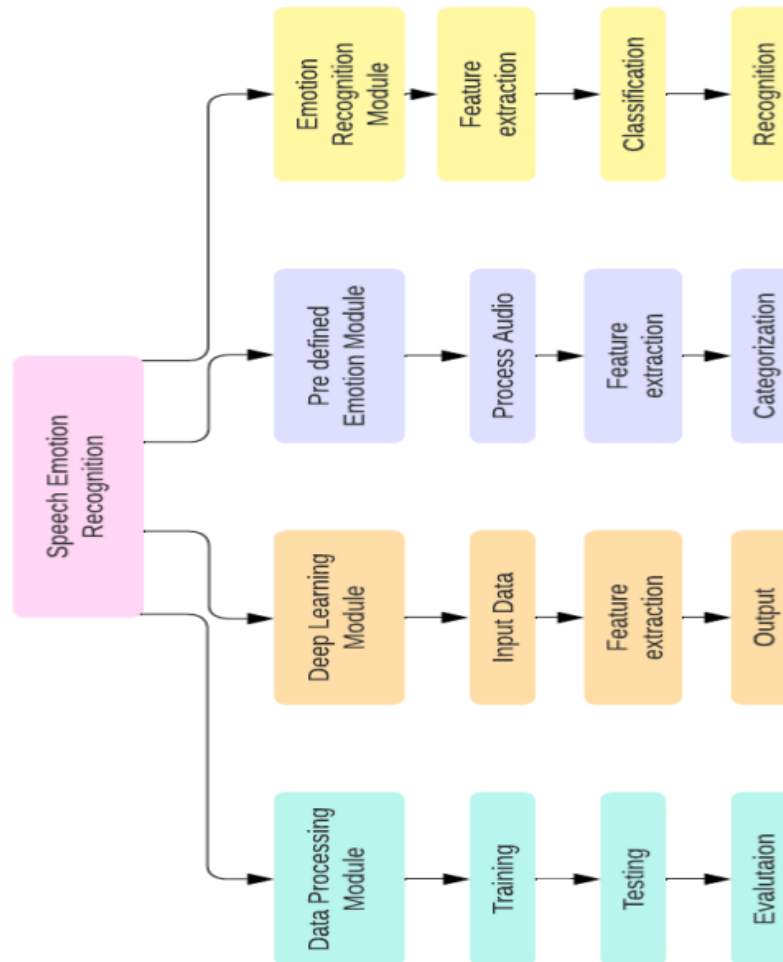 Speech Emotion
Recognition
Data Processing
Module
Training
Testing
Evalutaion
Deep Learning
Module
Input Data
Feature
extraction
Output
Pre defined
Emotion Module
Process Audio
Feature
extraction
Categorization
Emotion
Recognition
Module
Feature
extraction
Classification
Recognition